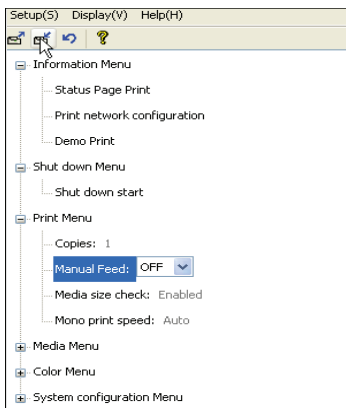 Setup(S) Display(V) Help(H)
Information Menu
Status Page Print
Print network configuration
Demo Print
Shut down Menu
Shut down start
Print Menu
Copies: 1
Manual Feed: OFF
Media size check: Enabled
Mono print speed: Auto
Media Menu
Color Menu
System configuration Menu